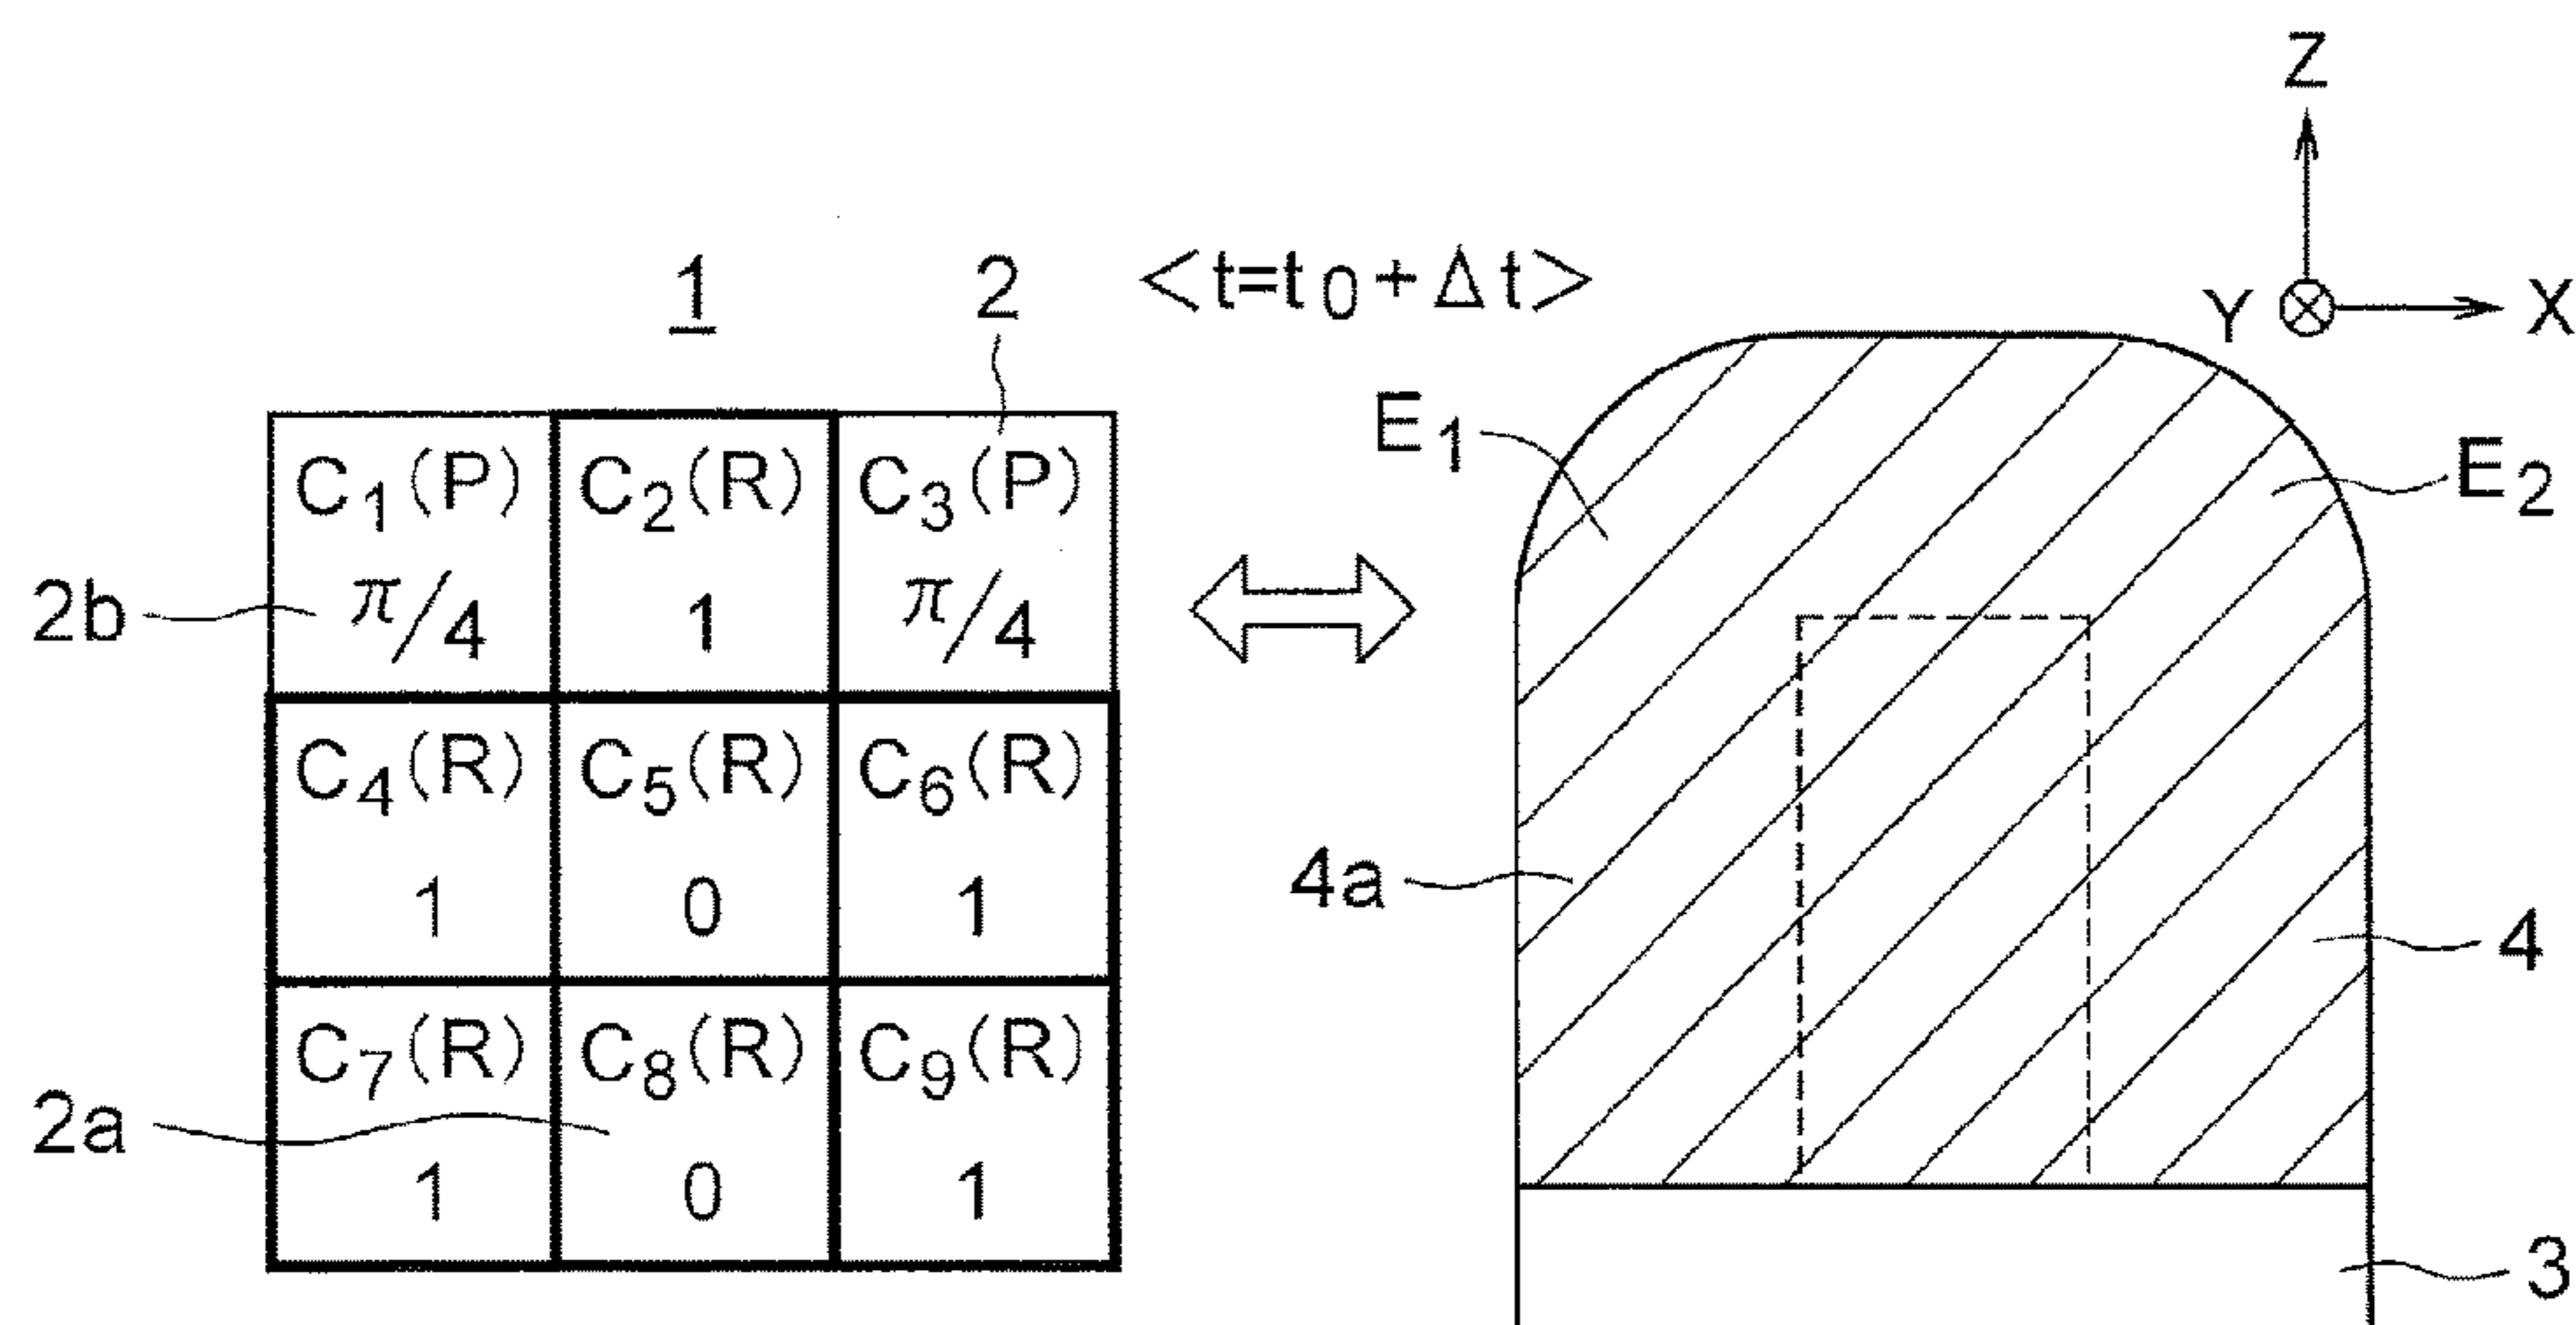 Z
1 2 <t=t₀+Δt> Y X
C₁(P) C₂(R) C₃(P) E₁ E₂
2b π/4 1 π/4
C₄(R) C₅(R) C₆(R)
1 0 1 4a 4
C₇(R) C₈(R) C₉(R)
2a 1 0 1
3